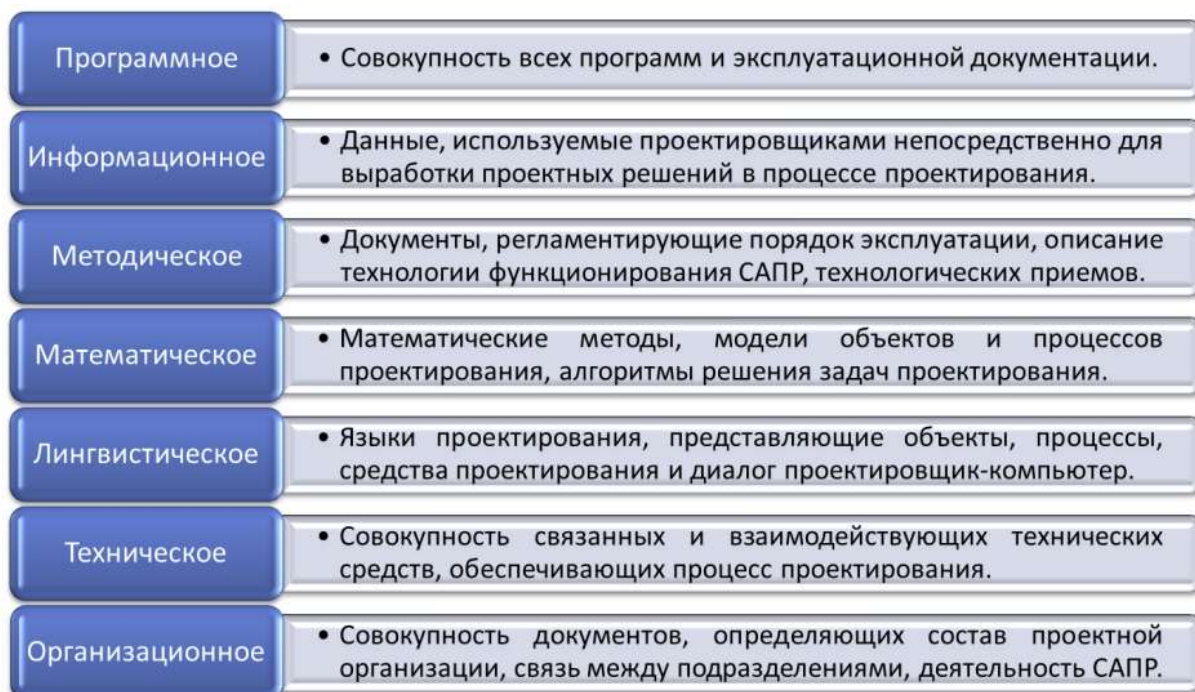 Программное
• Совокупность всех программ и эксплуатационной документации.
Информационное
• Данные, используемые проектировщиками непосредственно для
выработки проектных решений в процессе проектирования.
Методическое
• Документы, регламентирующие порядок эксплуатации, описание
технологии функционирования САПР, технологических приемов.
Математическое
• Математические методы, модели объектов и процессов
проектирования, алгоритмы решения задач проектирования.
Лингвистическое
• Языки проектирования, представляющие объекты, процессы,
средства проектирования и диалог проектировщик-компьютер.
Техническое
• Совокупность связанных и взаимодействующих технических
средств, обеспечивающих процесс проектирования.
Организационное
• Совокупность документов, определяющих состав проектной
организации, связь между подразделениями, деятельность САПР.